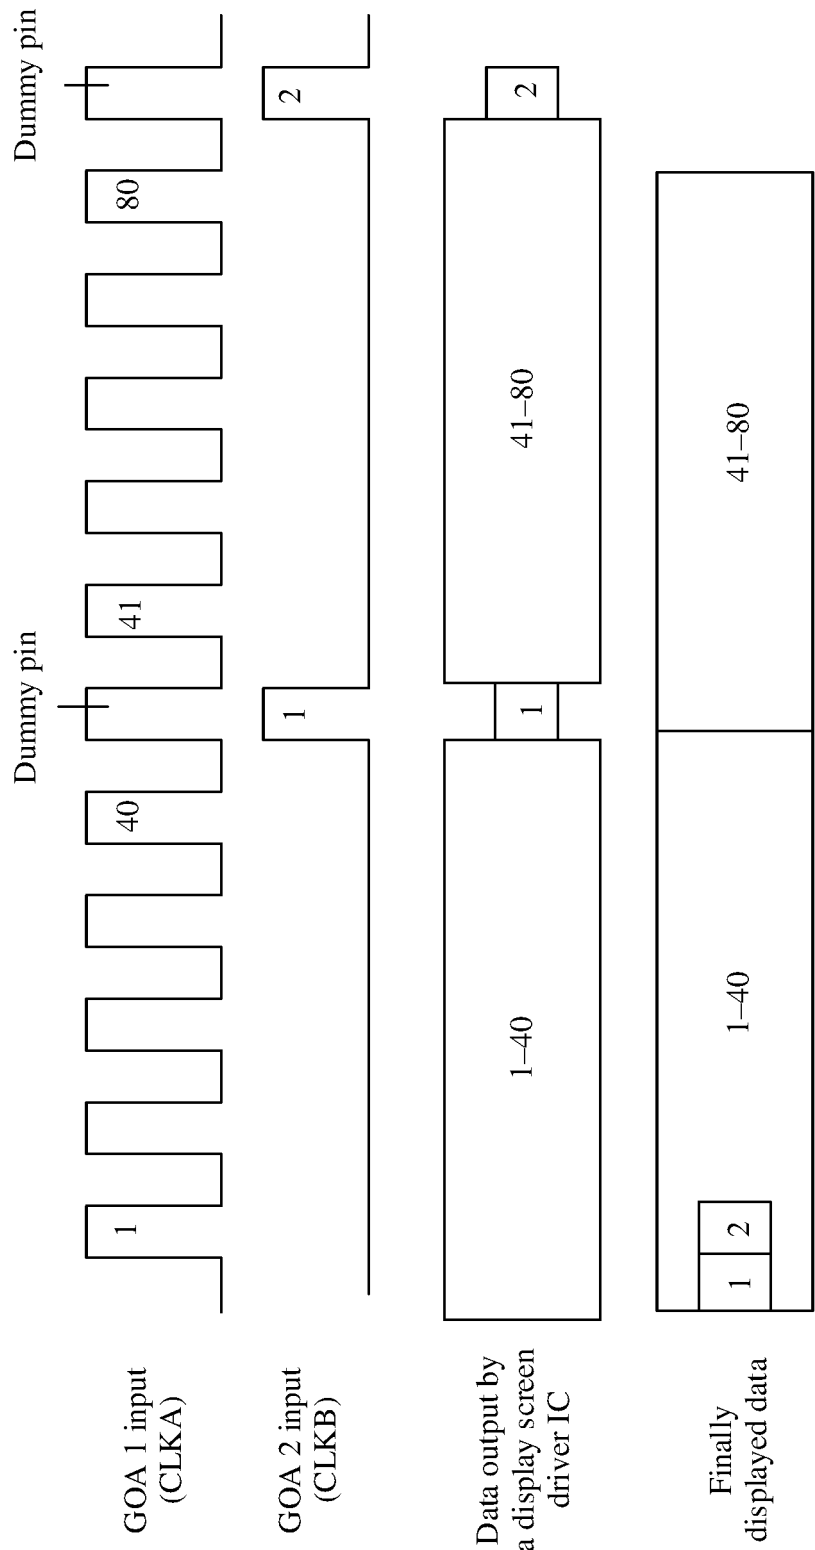 Dummy pin
Dummy pin
GOA 1 input
(CLKA)
1
40
41
80
GOA 2 input
(CLKB)
1
2
Data output by
a display screen
driver IC
1–40
1
41–80
2
Finally
displayed data
1
2
1–40
41–80